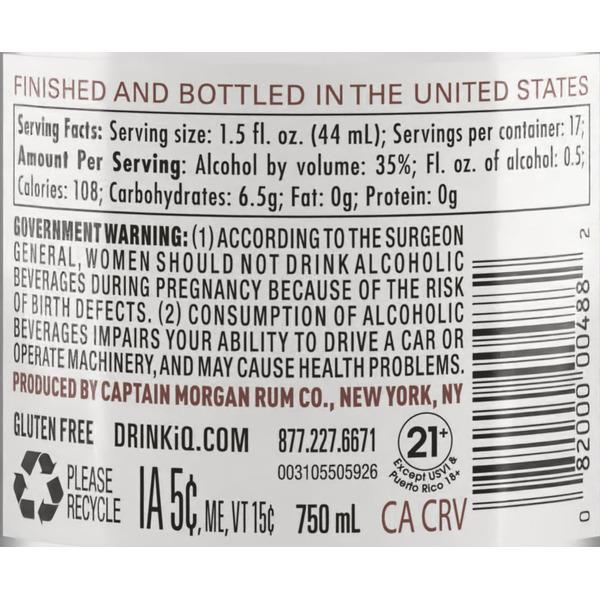 FINISHED AND BOTTLED IN THE UNITED STATES
Serving Facts: Serving size: 1.5 fl. oz. (44 mL); Servings per container: 17;
Amount Per Serving: Alcohol by volume: 35%; Fl. oz. of alcohol: 0.5;
Calories: 108; Carbohydrates: 6.5g; Fat: 0g; Protein: 0g
GOVERNMENT WARNING: (1) ACCORDING TO THE SURGEON
GENERAL, WOMEN SHOULD NOT DRINK ALCOHOLIC
BEVERAGES DURING PREGNANCY BECAUSE OF THE RISK
OF BIRTH DEFECTS. (2) CONSUMPTION OF ALCOHOLIC
BEVERAGES IMPAIRS YOUR ABILITY TO DRIVE A CAR OR
OPERATE MACHINERY, AND MAY CAUSE HEALTH PROBLEMS.
PRODUCED BY CAPTAIN MORGAN RUM CO., NEW YORK, NY
GLUTEN FREE DRINKiQ.COM 877.227.6671
003105505926
21+
Except USVI &
Puerto Rico 18+
PLEASE
RECYCLE
IA 5¢, ME, VT 15¢ 750 mL CA CRV
0 82000 00488 2